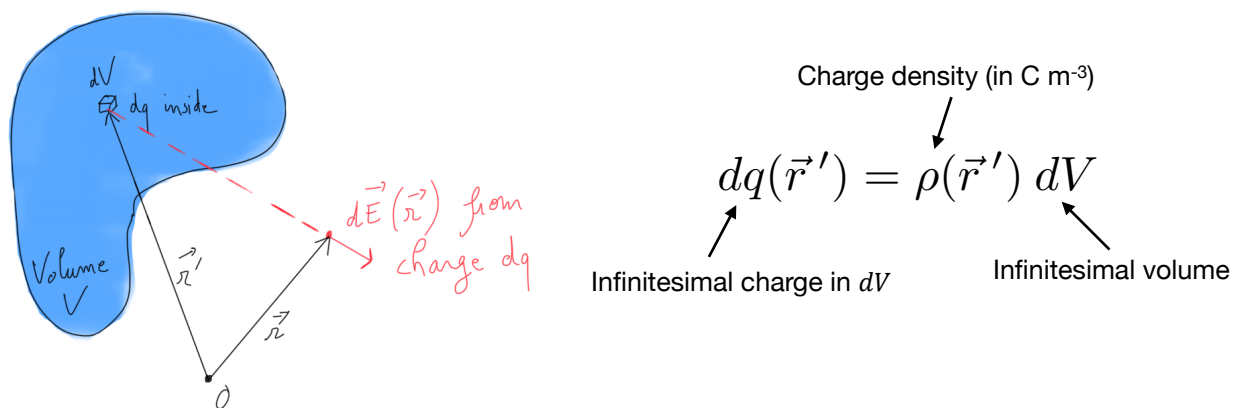 dV
dq inside
Volume
V
r⃗'
r⃗
O
dE⃗(r⃗) from
charge dq
Charge density (in C m⁻³)
dq(r⃗ ′) = ρ(r⃗ ′) dV
Infinitesimal charge in dV
Infinitesimal volume